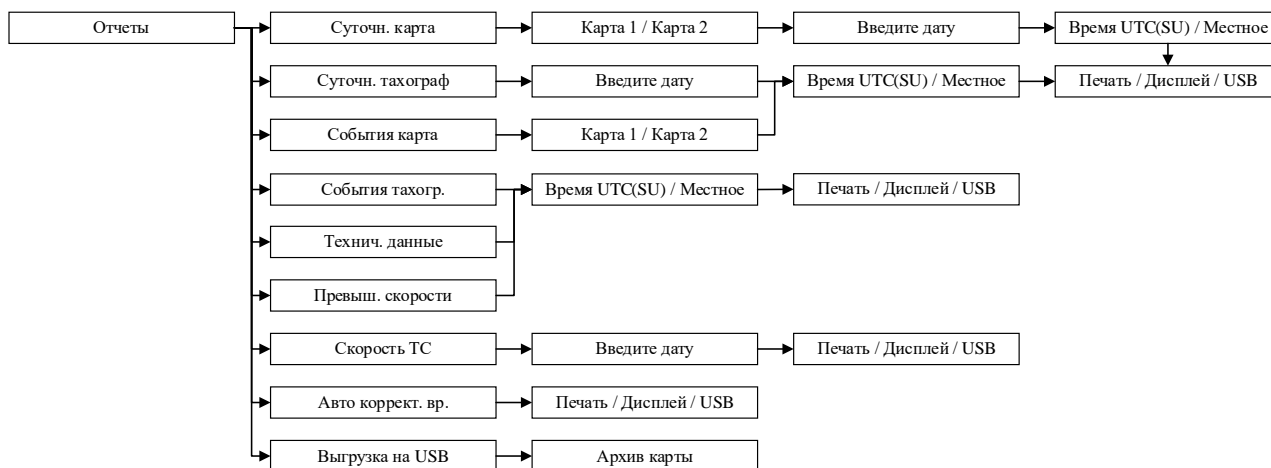 Отчеты
Суточн. карта
Карта 1 / Карта 2
Введите дату
Время UTC(SU) / Местное
Суточн. тахограф
Введите дату
Время UTC(SU) / Местное
Печать / Дисплей / USB
События карта
Карта 1 / Карта 2
События тахогр.
Время UTC(SU) / Местное
Печать / Дисплей / USB
Технич. данные
Превыш. скорости
Скорость ТС
Введите дату
Печать / Дисплей / USB
Авто коррект. вр.
Печать / Дисплей / USB
Выгрузка на USB
Архив карты